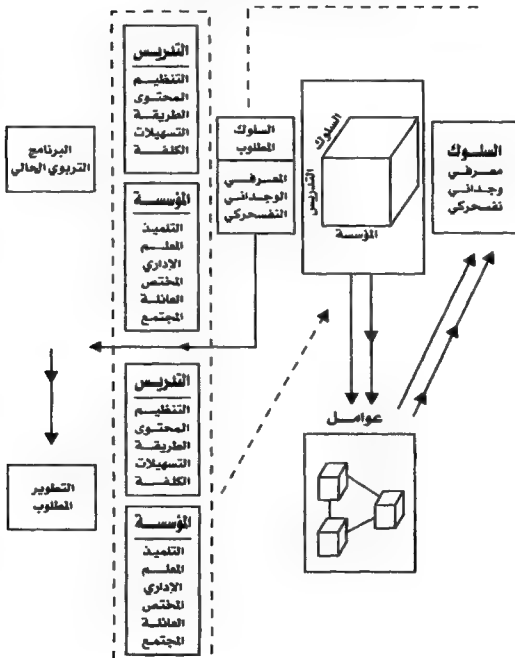 السلوك
معرفي
وجداني
نفسحركي
السلوك
التدريس
المؤسسة
عوامل
السلوك
المطلوب
المعرفي
الوجداني
النفسحركي
التدريس
التنظيم
المحتوى
الطريقة
التسهيلات
الكلفة
المؤسسة
التلميذ
المعلم
الإداري
المختص
العائلة
المجتمع
التدريس
التنظيم
المحتوى
الطريقة
التسهيلات
الكلفة
المؤسسة
التلميذ
المعلم
الإداري
المختص
العائلة
المجتمع
البرنامج
التربوي الحالي
التطوير
المطلوب